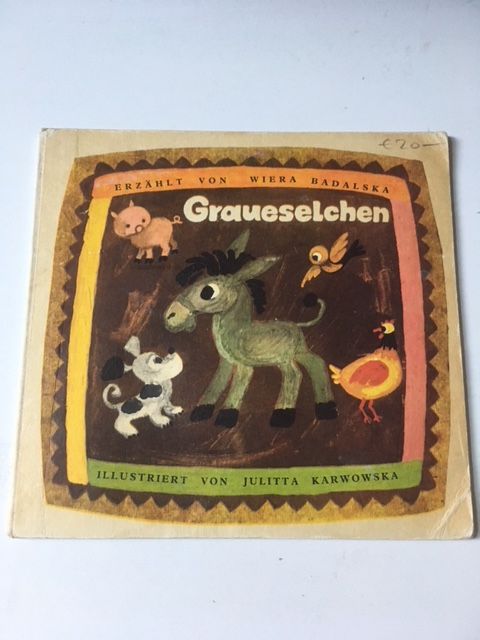 €20-
ERZÄHLT VON WIERA BADALSKA
Graueselchen
ILLUSTRIERT VON JULITTA KARWOWSKA